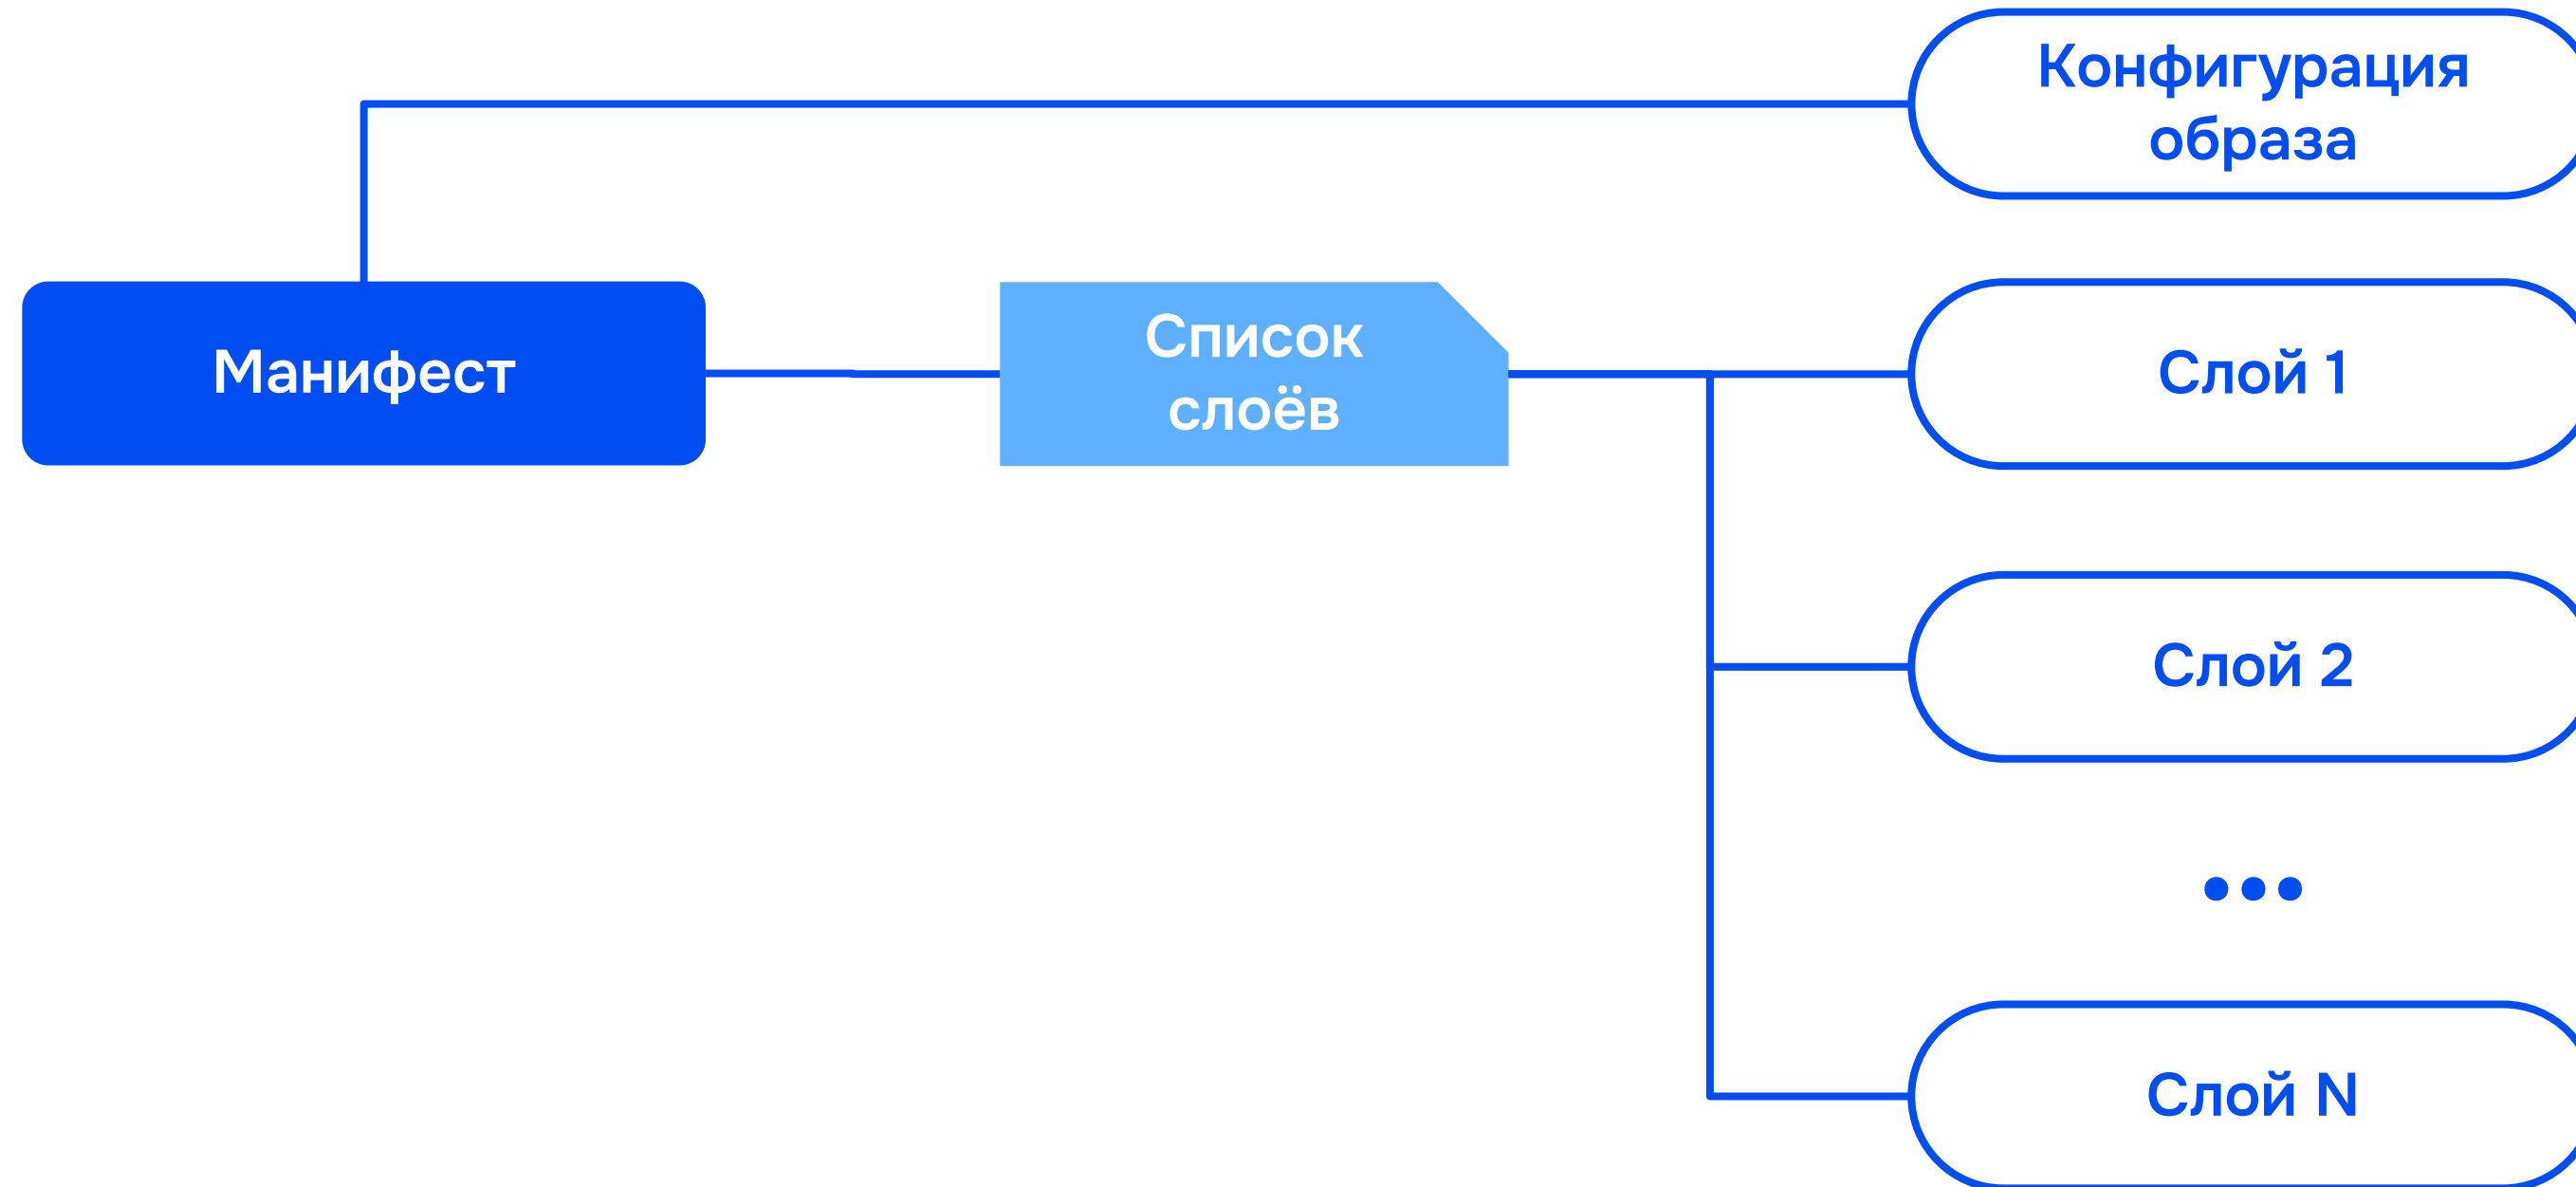 Конфигурация
образа
Манифест
Список
слоёв
Слой 1
Слой 2
•••
Слой N